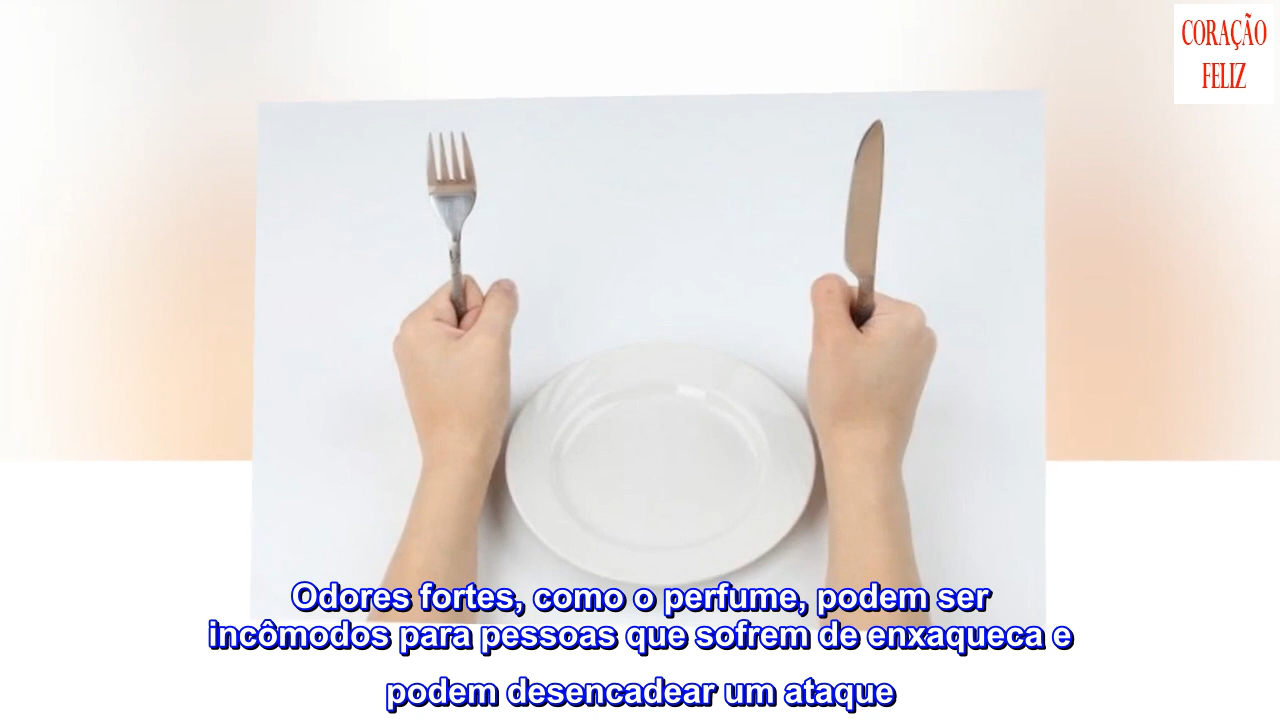 CORAÇÃO
FELIZ
Odores fortes, como o perfume, podem ser
incômodos para pessoas que sofrem de enxaqueca e
podem desencadear um ataque